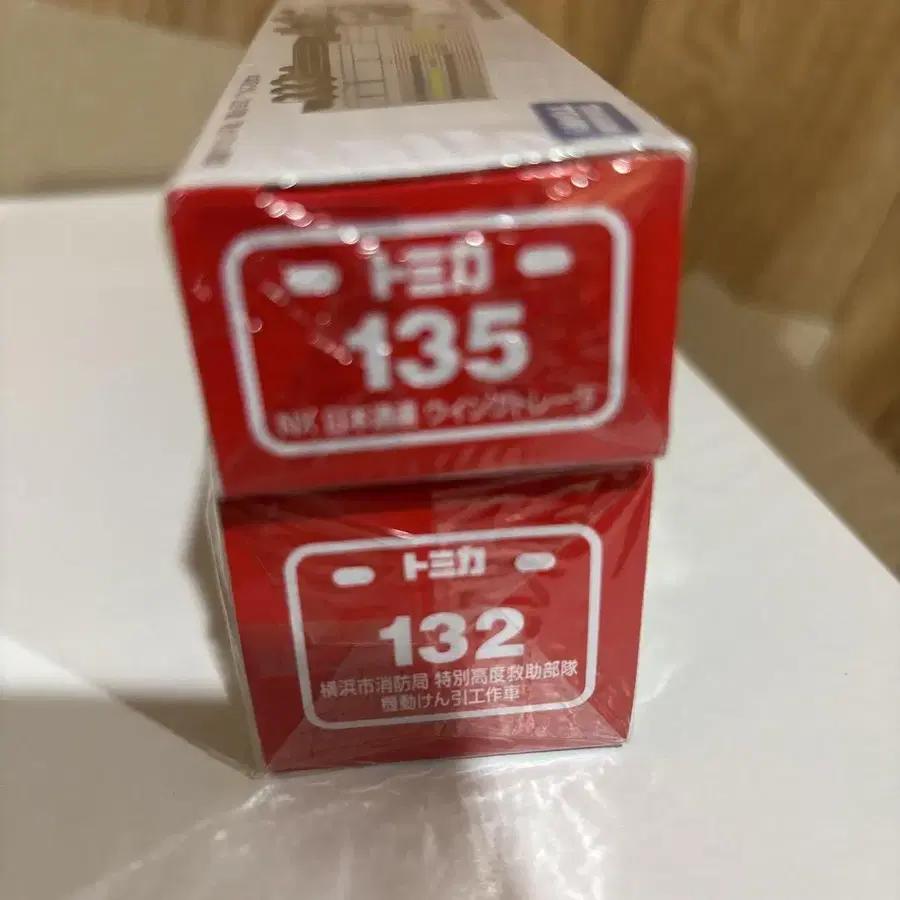 トミカ
135
NX 日本通運 ウイングトレーラ
トミカ
132
横浜市消防局 特別高度救助部隊
機動けん引工作車